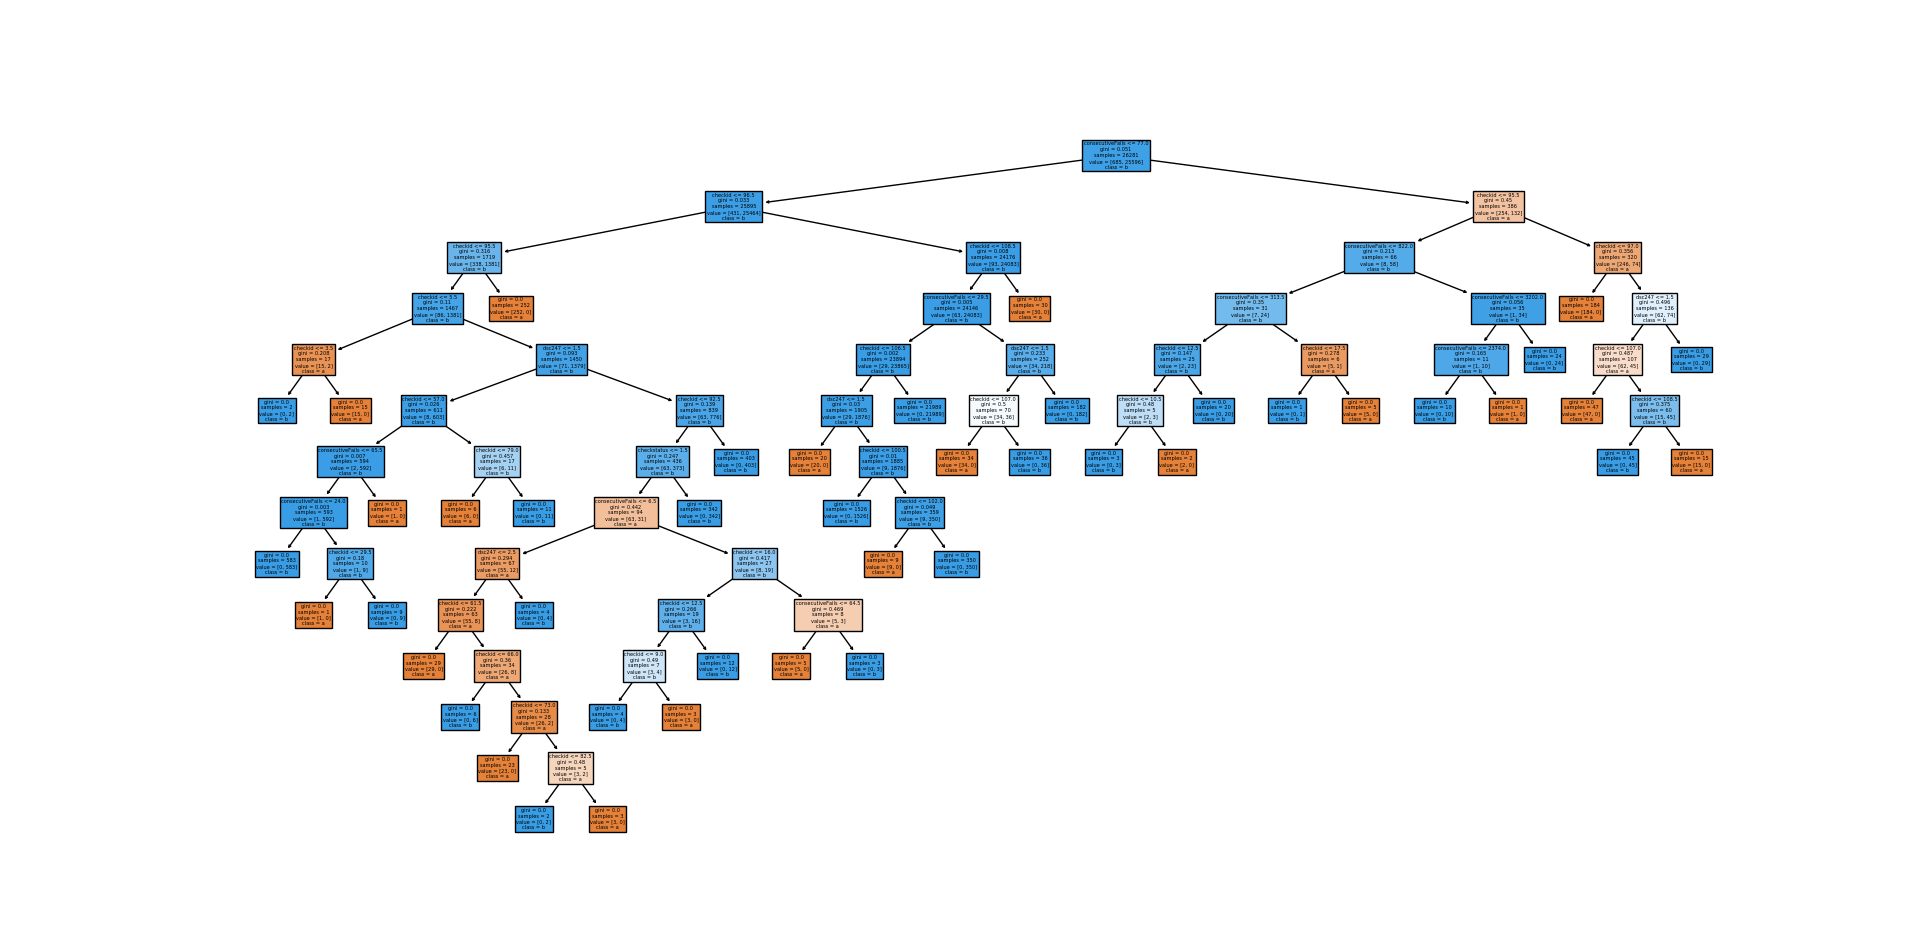 consecutiveFails <= 77.0
gini = 0.051
samples = 26281
value = [685, 25596]
class = b
checkid <= 96.5
gini = 0.033
samples = 25895
value = [431, 25464]
class = b
checkid <= 95.5
gini = 0.45
samples = 386
value = [254, 132]
class = a
checkid <= 95.5
gini = 0.316
samples = 1719
value = [338, 1381]
class = b
checkid <= 108.5
gini = 0.008
samples = 24176
value = [93, 24083]
class = b
consecutiveFails <= 822.0
gini = 0.213
samples = 66
value = [8, 58]
class = b
checkid <= 97.0
gini = 0.356
samples = 320
value = [246, 74]
class = a
checkid <= 5.5
gini = 0.11
samples = 1467
value = [86, 1381]
class = b
gini = 0.0
samples = 252
value = [252, 0]
class = a
consecutiveFails <= 29.5
gini = 0.005
samples = 24146
value = [63, 24083]
class = b
gini = 0.0
samples = 30
value = [30, 0]
class = a
consecutiveFails <= 313.5
gini = 0.35
samples = 31
value = [7, 24]
class = b
consecutiveFails <= 3202.0
gini = 0.056
samples = 35
value = [1, 34]
class = b
gini = 0.0
samples = 184
value = [184, 0]
class = a
dsc247 <= 1.5
gini = 0.496
samples = 136
value = [62, 74]
class = b
checkid <= 3.5
gini = 0.208
samples = 17
value = [15, 2]
class = a
dsc247 <= 1.5
gini = 0.093
samples = 1450
value = [71, 1379]
class = b
checkid <= 106.5
gini = 0.002
samples = 23894
value = [29, 23865]
class = b
dsc247 <= 1.5
gini = 0.233
samples = 252
value = [34, 218]
class = b
checkid <= 12.5
gini = 0.147
samples = 25
value = [2, 23]
class = b
checkid <= 17.5
gini = 0.278
samples = 6
value = [5, 1]
class = a
consecutiveFails <= 2374.0
gini = 0.165
samples = 11
value = [1, 10]
class = b
gini = 0.0
samples = 24
value = [0, 24]
class = b
checkid <= 107.0
gini = 0.487
samples = 107
value = [62, 45]
class = a
gini = 0.0
samples = 29
value = [0, 29]
class = b
gini = 0.0
samples = 2
value = [0, 2]
class = b
gini = 0.0
samples = 15
value = [15, 0]
class = a
checkid <= 57.0
gini = 0.026
samples = 611
value = [8, 603]
class = b
checkid <= 92.5
gini = 0.139
samples = 839
value = [63, 776]
class = b
dsc247 <= 1.5
gini = 0.03
samples = 1905
value = [29, 1876]
class = b
gini = 0.0
samples = 21989
value = [0, 21989]
class = b
checkid <= 107.0
gini = 0.5
samples = 70
value = [34, 36]
class = b
gini = 0.0
samples = 182
value = [0, 182]
class = b
checkid <= 10.5
gini = 0.48
samples = 5
value = [2, 3]
class = b
gini = 0.0
samples = 20
value = [0, 20]
class = b
gini = 0.0
samples = 1
value = [0, 1]
class = b
gini = 0.0
samples = 5
value = [5, 0]
class = a
gini = 0.0
samples = 10
value = [0, 10]
class = b
gini = 0.0
samples = 1
value = [1, 0]
class = a
gini = 0.0
samples = 47
value = [47, 0]
class = a
checkid <= 108.5
gini = 0.375
samples = 60
value = [15, 45]
class = b
consecutiveFails <= 65.5
gini = 0.007
samples = 594
value = [2, 592]
class = b
checkid <= 79.0
gini = 0.457
samples = 17
value = [6, 11]
class = b
checkstatus <= 1.5
gini = 0.247
samples = 436
value = [63, 373]
class = b
gini = 0.0
samples = 403
value = [0, 403]
class = b
gini = 0.0
samples = 20
value = [20, 0]
class = a
checkid <= 100.5
gini = 0.01
samples = 1885
value = [9, 1876]
class = b
gini = 0.0
samples = 34
value = [34, 0]
class = a
gini = 0.0
samples = 36
value = [0, 36]
class = b
gini = 0.0
samples = 3
value = [0, 3]
class = b
gini = 0.0
samples = 2
value = [2, 0]
class = a
gini = 0.0
samples = 45
value = [0, 45]
class = b
gini = 0.0
samples = 15
value = [15, 0]
class = a
consecutiveFails <= 24.0
gini = 0.003
samples = 593
value = [1, 592]
class = b
gini = 0.0
samples = 1
value = [1, 0]
class = a
gini = 0.0
samples = 6
value = [6, 0]
class = a
gini = 0.0
samples = 11
value = [0, 11]
class = b
consecutiveFails <= 6.5
gini = 0.442
samples = 94
value = [63, 31]
class = a
gini = 0.0
samples = 342
value = [0, 342]
class = b
gini = 0.0
samples = 1526
value = [0, 1526]
class = b
checkid <= 102.0
gini = 0.049
samples = 359
value = [9, 350]
class = b
gini = 0.0
samples = 583
value = [0, 583]
class = b
checkid <= 29.5
gini = 0.18
samples = 10
value = [1, 9]
class = b
dsc247 <= 2.5
gini = 0.294
samples = 67
value = [55, 12]
class = a
checkid <= 16.0
gini = 0.417
samples = 27
value = [8, 19]
class = b
gini = 0.0
samples = 9
value = [9, 0]
class = a
gini = 0.0
samples = 350
value = [0, 350]
class = b
gini = 0.0
samples = 1
value = [1, 0]
class = a
gini = 0.0
samples = 9
value = [0, 9]
class = b
checkid <= 61.5
gini = 0.222
samples = 63
value = [55, 8]
class = a
gini = 0.0
samples = 4
value = [0, 4]
class = b
checkid <= 12.5
gini = 0.266
samples = 19
value = [3, 16]
class = b
consecutiveFails <= 64.5
gini = 0.469
samples = 8
value = [5, 3]
class = a
gini = 0.0
samples = 29
value = [29, 0]
class = a
checkid <= 66.0
gini = 0.36
samples = 34
value = [26, 8]
class = a
checkid <= 9.0
gini = 0.49
samples = 7
value = [3, 4]
class = b
gini = 0.0
samples = 12
value = [0, 12]
class = b
gini = 0.0
samples = 5
value = [5, 0]
class = a
gini = 0.0
samples = 3
value = [0, 3]
class = b
gini = 0.0
samples = 6
value = [0, 6]
class = b
checkid <= 73.0
gini = 0.133
samples = 28
value = [26, 2]
class = a
gini = 0.0
samples = 4
value = [0, 4]
class = b
gini = 0.0
samples = 3
value = [3, 0]
class = a
gini = 0.0
samples = 23
value = [23, 0]
class = a
checkid <= 82.5
gini = 0.48
samples = 5
value = [3, 2]
class = a
gini = 0.0
samples = 2
value = [0, 2]
class = b
gini = 0.0
samples = 3
value = [3, 0]
class = a